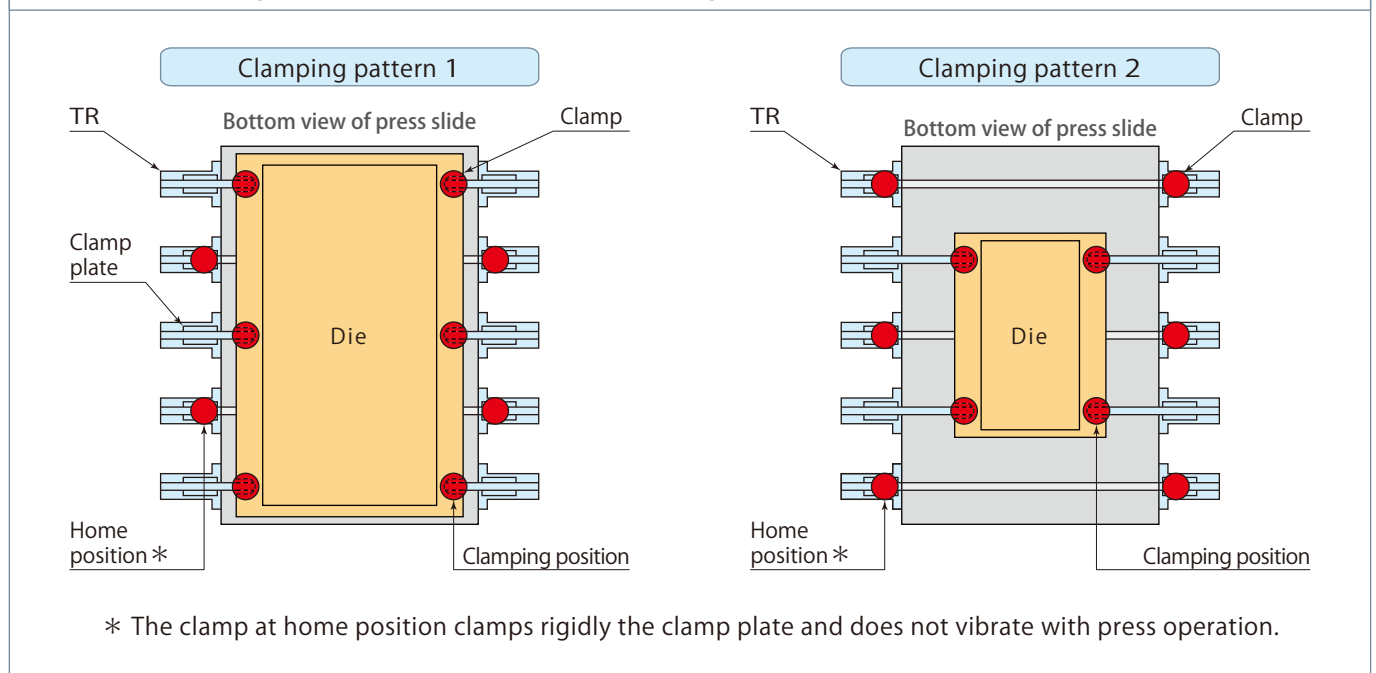 Clamping pattern 1
Clamping pattern 2
TR
Bottom view of press slide
Clamp
TR
Bottom view of press slide
Clamp
Clamp
plate
Die
Die
Home
position＊
Clamping position
Home
position＊
Clamping position
＊ The clamp at home position clamps rigidly the clamp plate and does not vibrate with press operation.